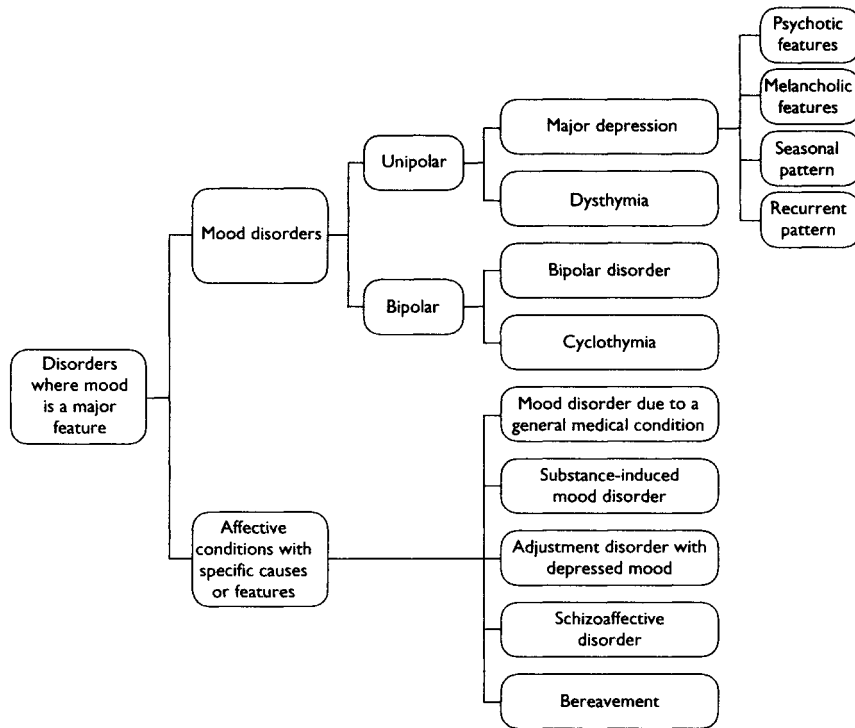 Disorders
where mood
is a major
feature
Mood disorders
Unipolar
Major depression
Psychotic
features
Melancholic
features
Seasonal
pattern
Recurrent
pattern
Dysthymia
Bipolar
Bipolar disorder
Cyclothymia
Affective
conditions with
specific causes
or features
Mood disorder due to a
general medical condition
Substance-induced
mood disorder
Adjustment disorder with
depressed mood
Schizoaffective
disorder
Bereavement